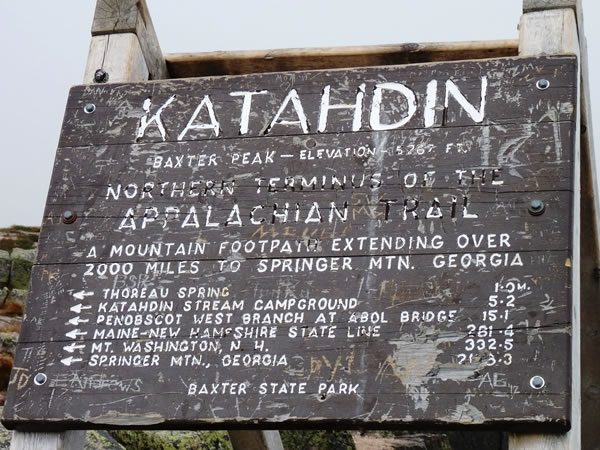 KATAHDIN
BAXTER PEAK — ELEVATION - 5267 FT.
NORTHERN TERMINUS OF THE
APPALACHIAN TRAIL
A MOUNTAIN FOOTPATH EXTENDING OVER
2000 MILES TO SPRINGER MTN. GEORGIA
THOREAU SPRING 1.0M.
KATAHDIN STREAM CAMPGROUND 5.2
PENOBSCOT WEST BRANCH AT ABOL BRIDGE 15.1
MAINE-NEW HAMPSHIRE STATE LINE 281.4
MT. WASHINGTON, N. H. 332.5
SPRINGER MTN., GEORGIA
BAXTER STATE PARK